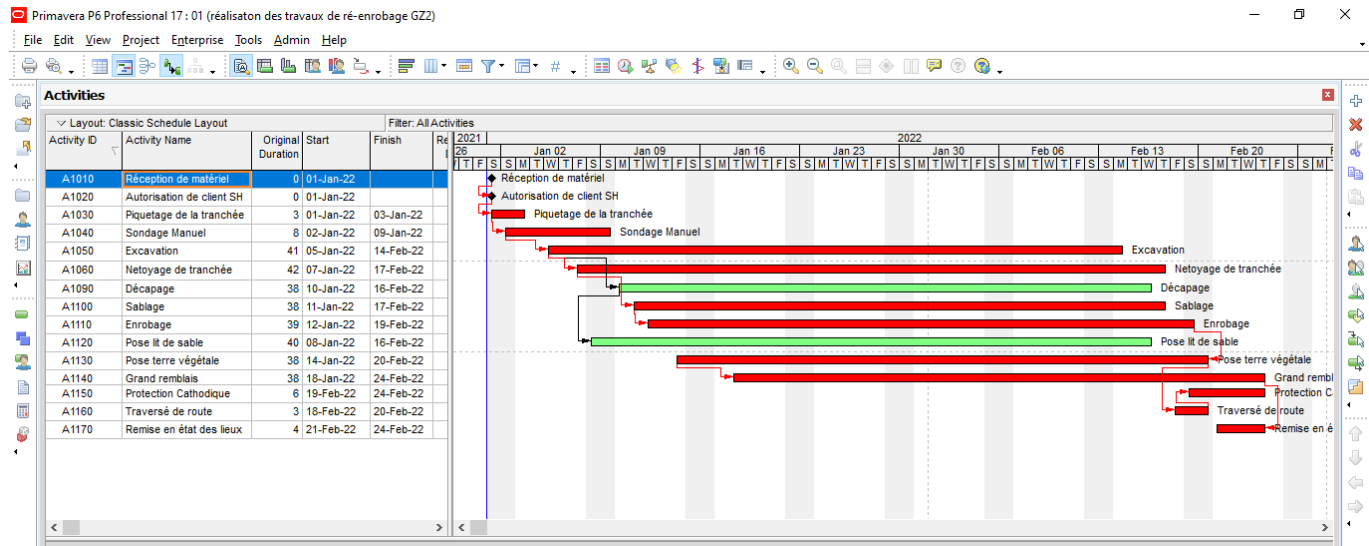 Primavera P6 Professional 17 : 01 (réalisaton des travaux de ré-enrobage GZ2)
File Edit View Project Enterprise Tools Admin Help
Activities
Layout: Classic Schedule Layout Filter: All Activities
Activity ID Activity Name Original Duration Start Finish Re 2021 2022
26 Jan 02 Jan 09 Jan 16 Jan 23 Jan 30 Feb 06 Feb 13 Feb 20 F
T F S S M T W T F S S M T W T F S S M T W T F S S M T W T F S S M T W T F S S M T W T F S S M T W T F S S M T W T F S S M T
A1010 Réception de matériel 0 01-Jan-22 Réception de matériel
A1020 Autorisation de client SH 0 01-Jan-22 Autorisation de client SH
A1030 Piquetage de la tranchée 3 01-Jan-22 03-Jan-22 Piquetage de la tranchée
A1040 Sondage Manuel 8 02-Jan-22 09-Jan-22 Sondage Manuel
A1050 Excavation 41 05-Jan-22 14-Feb-22 Excavation
A1060 Netoyage de tranchée 42 07-Jan-22 17-Feb-22 Netoyage de tranchée
A1090 Décapage 38 10-Jan-22 16-Feb-22 Décapage
A1100 Sablage 38 11-Jan-22 17-Feb-22 Sablage
A1110 Enrobage 39 12-Jan-22 19-Feb-22 Enrobage
A1120 Pose lit de sable 40 08-Jan-22 16-Feb-22 Pose lit de sable
A1130 Pose terre végétale 38 14-Jan-22 20-Feb-22 Pose terre végétale
A1140 Grand remblais 38 18-Jan-22 24-Feb-22 Grand rembl
A1150 Protection Cathodique 6 19-Feb-22 24-Feb-22 Protection C
A1160 Traversé de route 3 18-Feb-22 20-Feb-22 Traversé de route
A1170 Remise en état des lieux 4 21-Feb-22 24-Feb-22 Remise en é